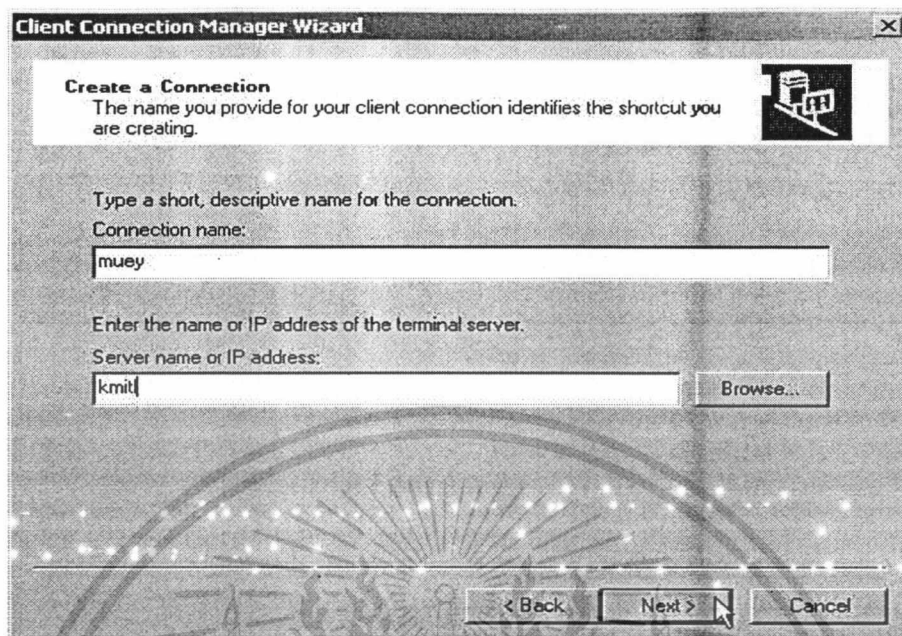 Client Connection Manager Wizard
Create a Connection
The name you provide for your client connection identifies the shortcut you
are creating.
Type a short, descriptive name for the connection.
Connection name:
muey
Enter the name or IP address of the terminal server.
Server name or IP address:
kmitl
Browse...
< Back
Next >
Cancel